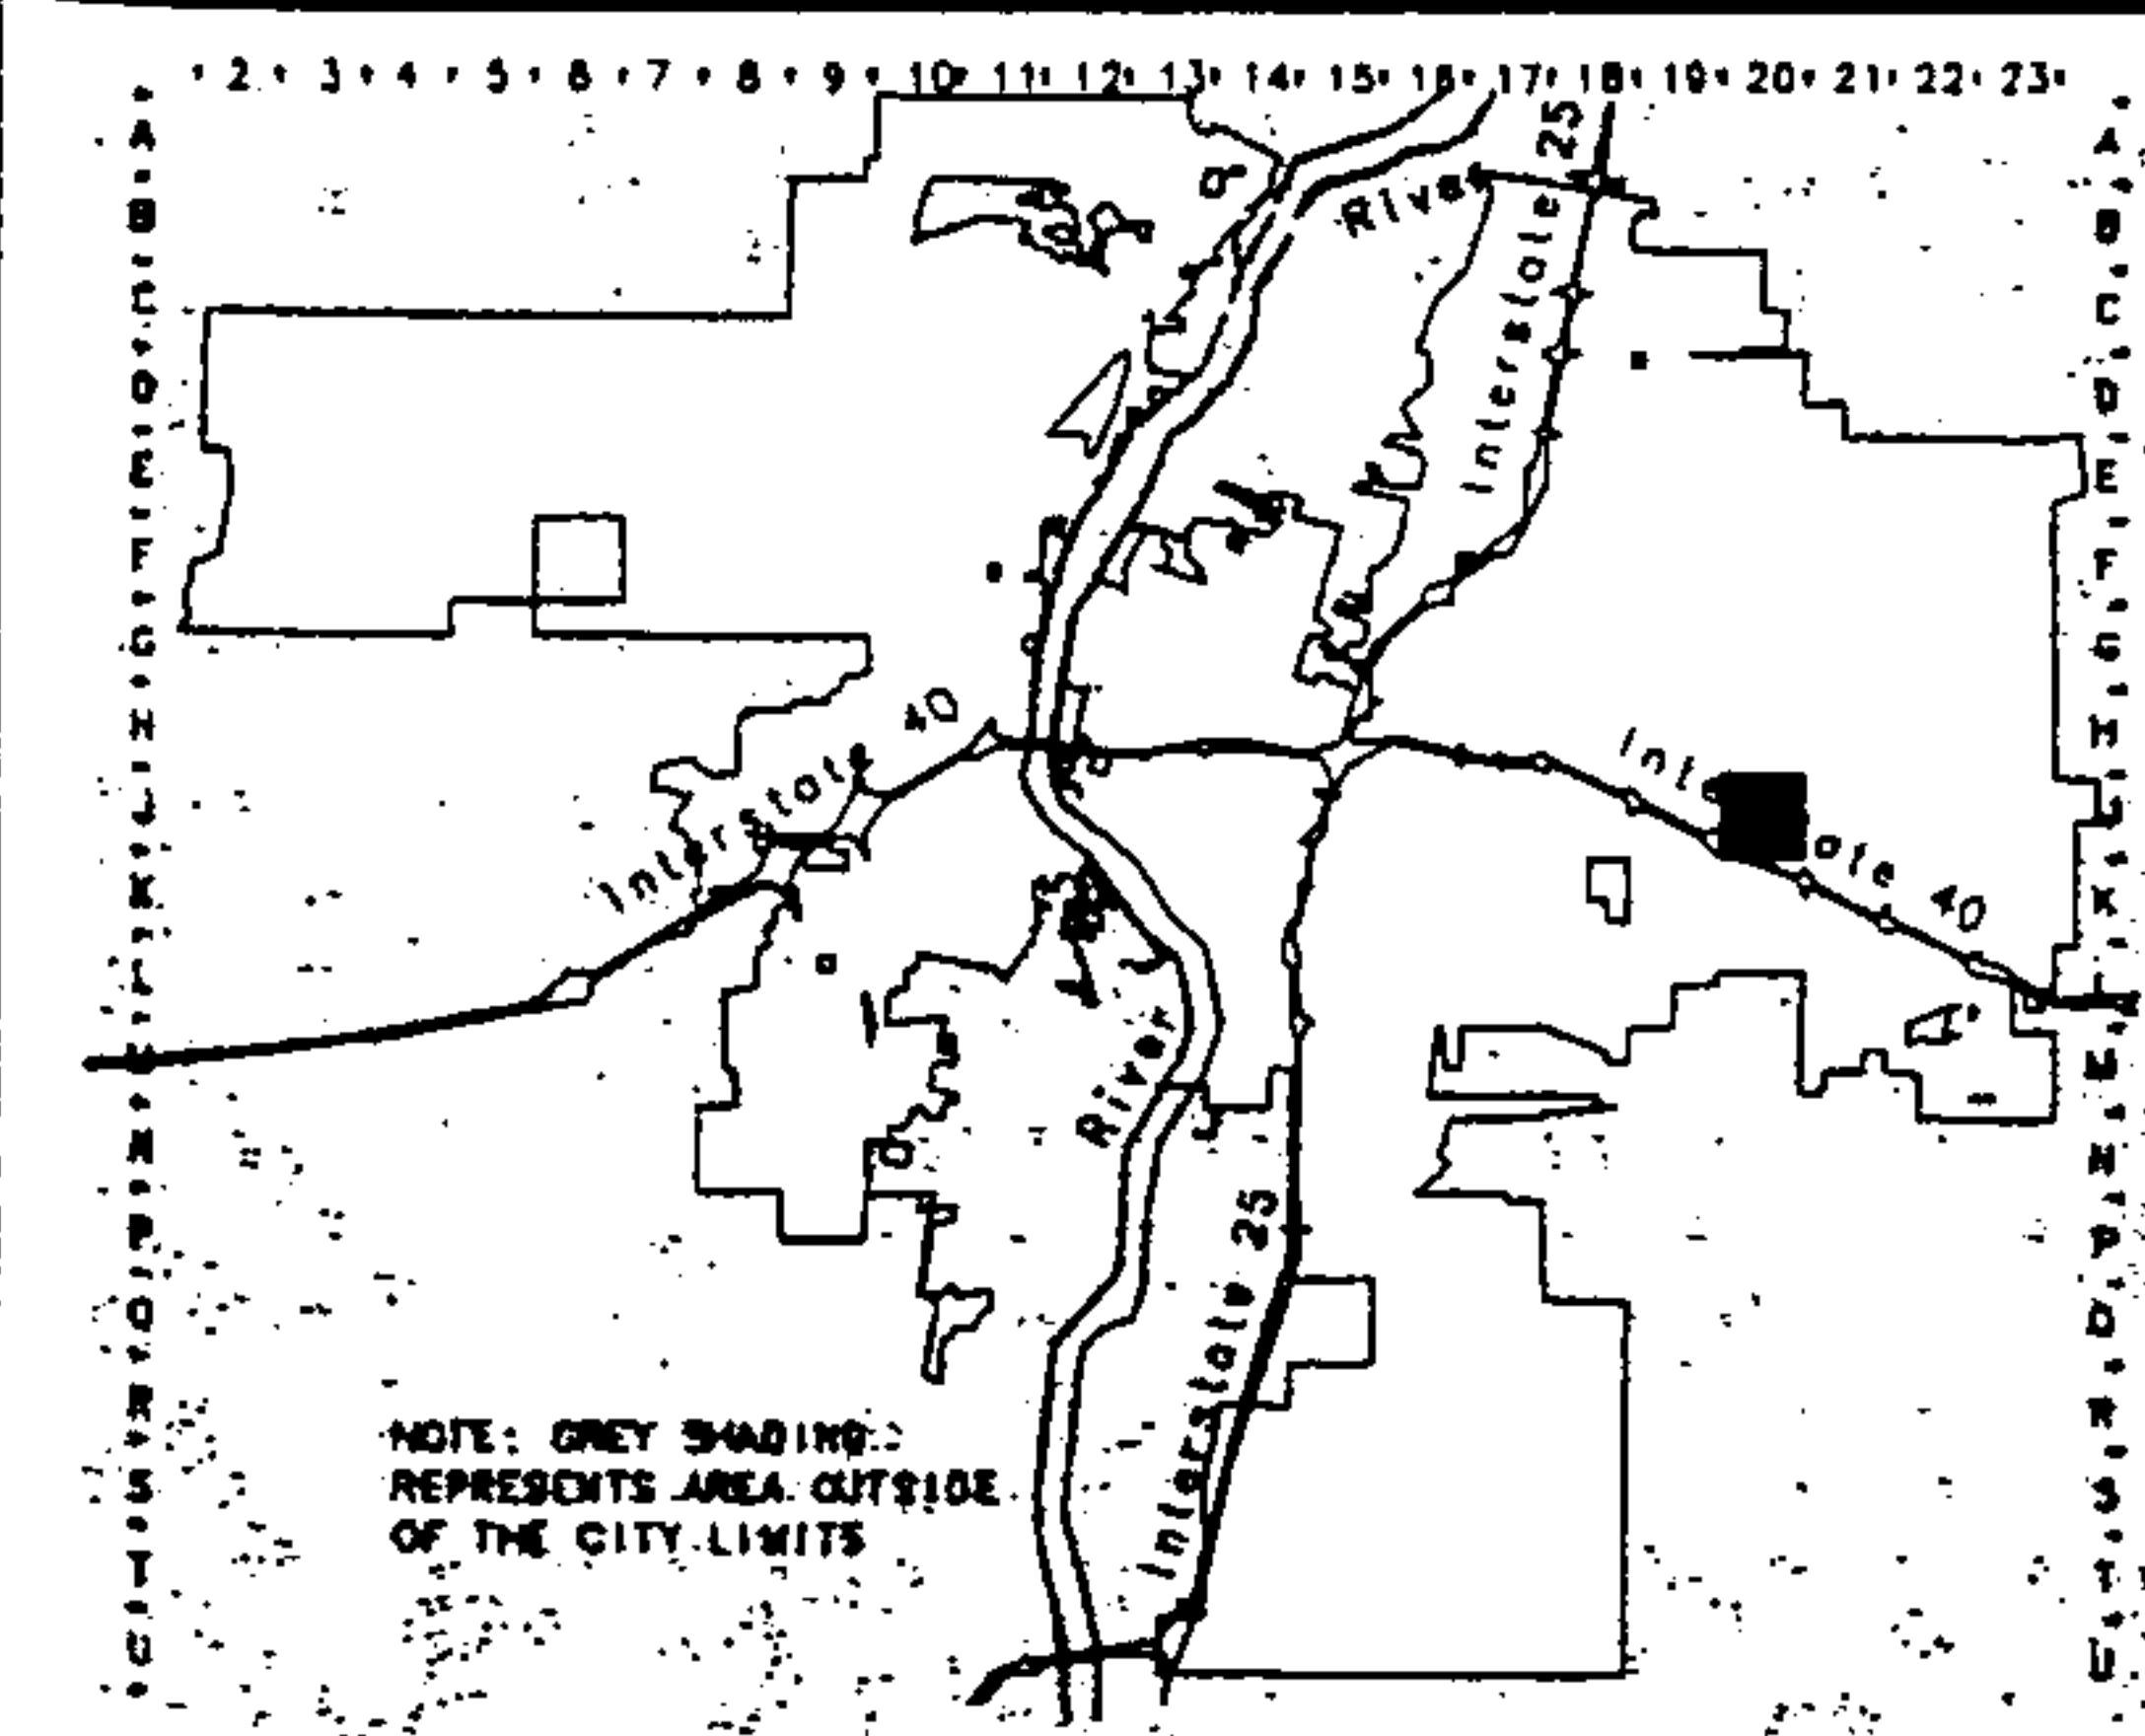 2 3 4 5 6 7 8 9 10 11 12 13 14 15 16 17 18 19 20 21 22 23
A A
B B
C C
D D
E E
F F
G G
H H
J J
K K
L L
M M
N N
P P
Q Q
R R
S S
T T
U U
River
Interstate 25
Interstate 40
Interstate 40
River
Interstate 25
NOTE: GREY SHADING
REPRESENTS AREA OUTSIDE
OF THE CITY LIMITS